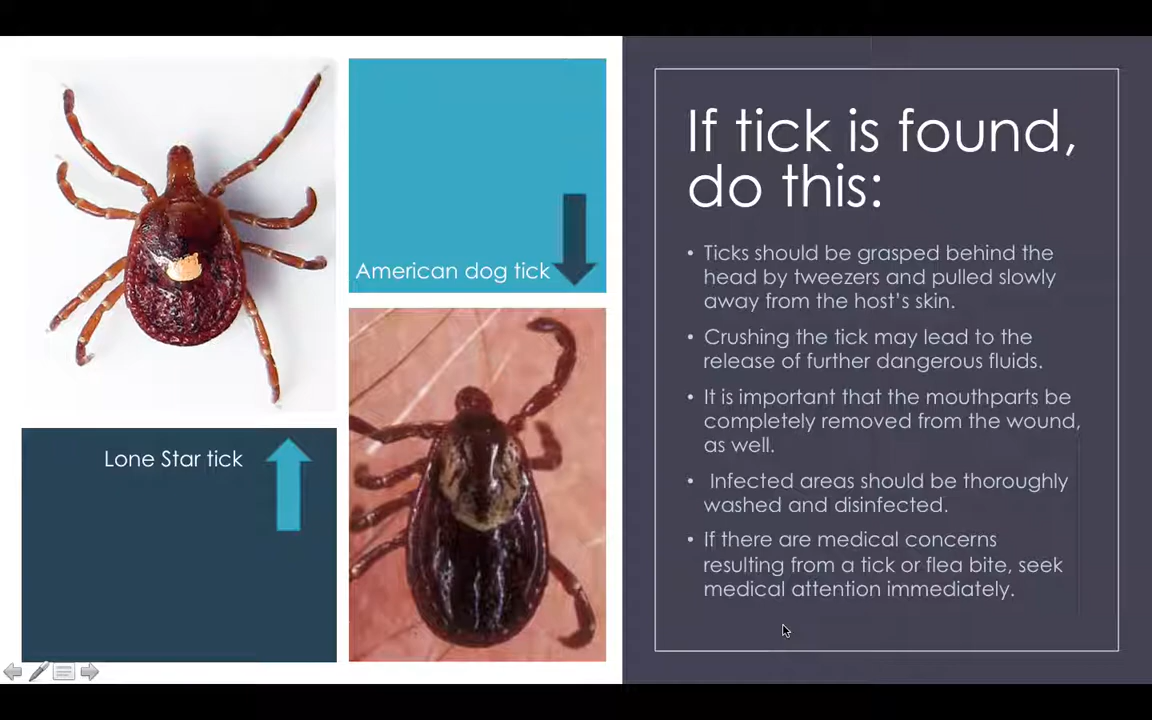 American dog tick
Lone Star tick
If tick is found,
do this:
• Ticks should be grasped behind the
head by tweezers and pulled slowly
away from the host's skin.
• Crushing the tick may lead to the
release of further dangerous fluids.
• It is important that the mouthparts be
completely removed from the wound,
as well.
• Infected areas should be thoroughly
washed and disinfected.
• If there are medical concerns
resulting from a tick or flea bite, seek
medical attention immediately.